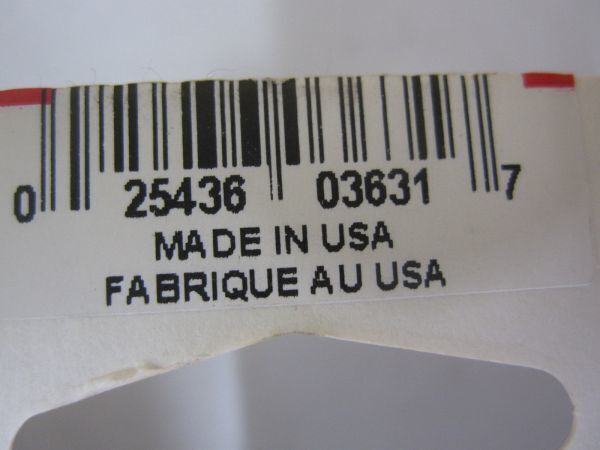 0 25436 03631 7
MADE IN USA
FABRIQUE AU USA